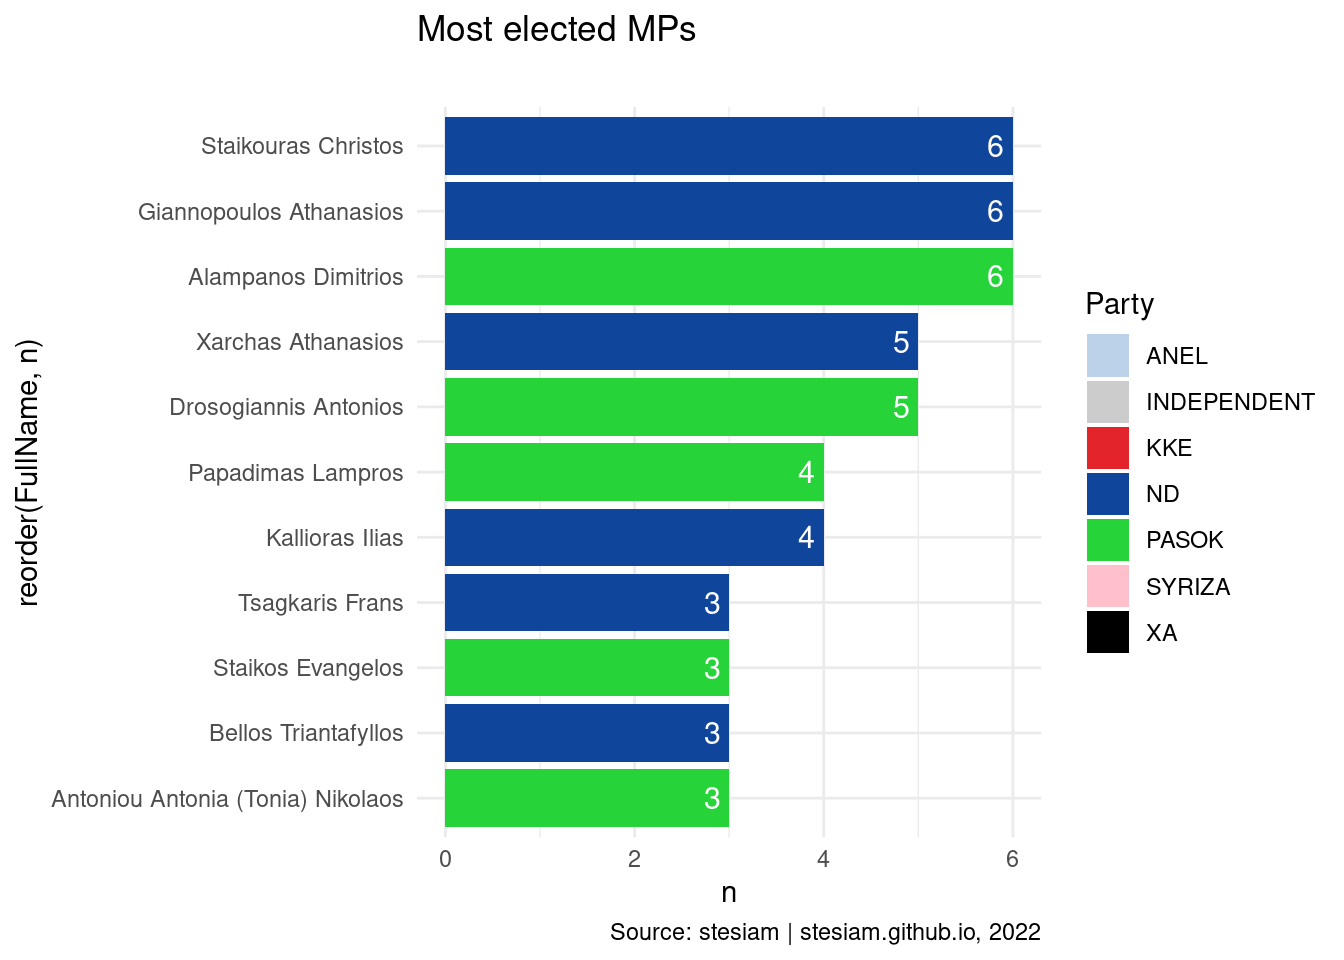 Most elected MPs
reorder(FullName, n)
Staikouras Christos 6
Giannopoulos Athanasios 6
Alampanos Dimitrios 6
Xarchas Athanasios 5
Drosogiannis Antonios 5
Papadimas Lampros 4
Kallioras Ilias 4
Tsagkaris Frans 3
Staikos Evangelos 3
Bellos Triantafyllos 3
Antoniou Antonia (Tonia) Nikolaos 3
0 2 4 6
n
Party
ANEL
INDEPENDENT
KKE
ND
PASOK
SYRIZA
XA
Source: stesiam | stesiam.github.io, 2022